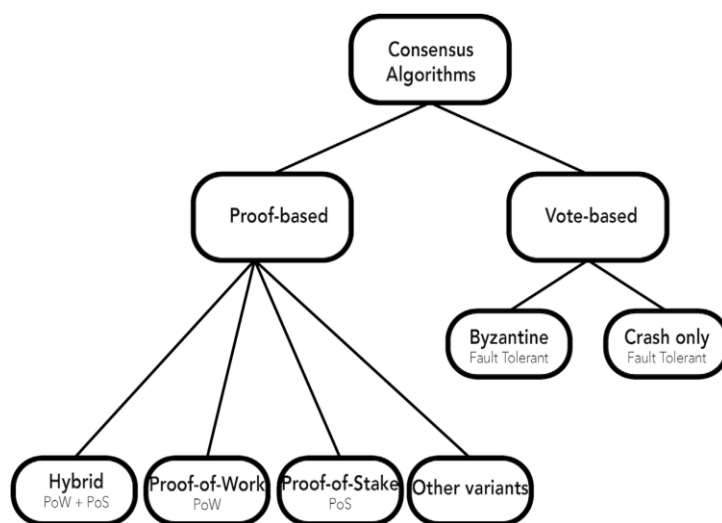 Consensus
Algorithms
Proof-based
Vote-based
Byzantine
Fault Tolerant
Crash only
Fault Tolerant
Hybrid
PoW + PoS
Proof-of-Work
PoW
Proof-of-Stake
PoS
Other variants